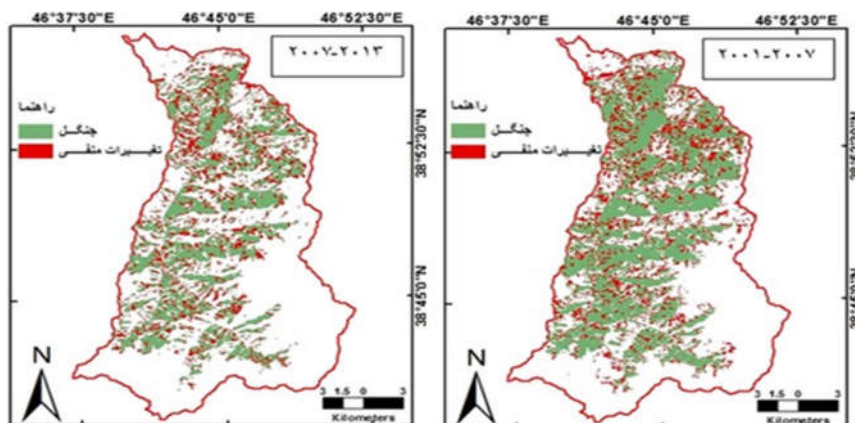 46°37'30"E 46°45'0"E 46°52'30"E
۲۰۰۷-۲۰۱۳
راهنما
جنگل
تغییرات منفی
38°52'30"N
38°45'0"N
N
3 1.5 0 3
Kilometers
46°37'30"E 46°45'0"E 46°52'30"E
۲۰۰۱-۲۰۰۷
راهنما
جنگل
تغییرات منفی
38°52'30"N
38°45'0"N
N
3 1.5 0 3
Kilometers